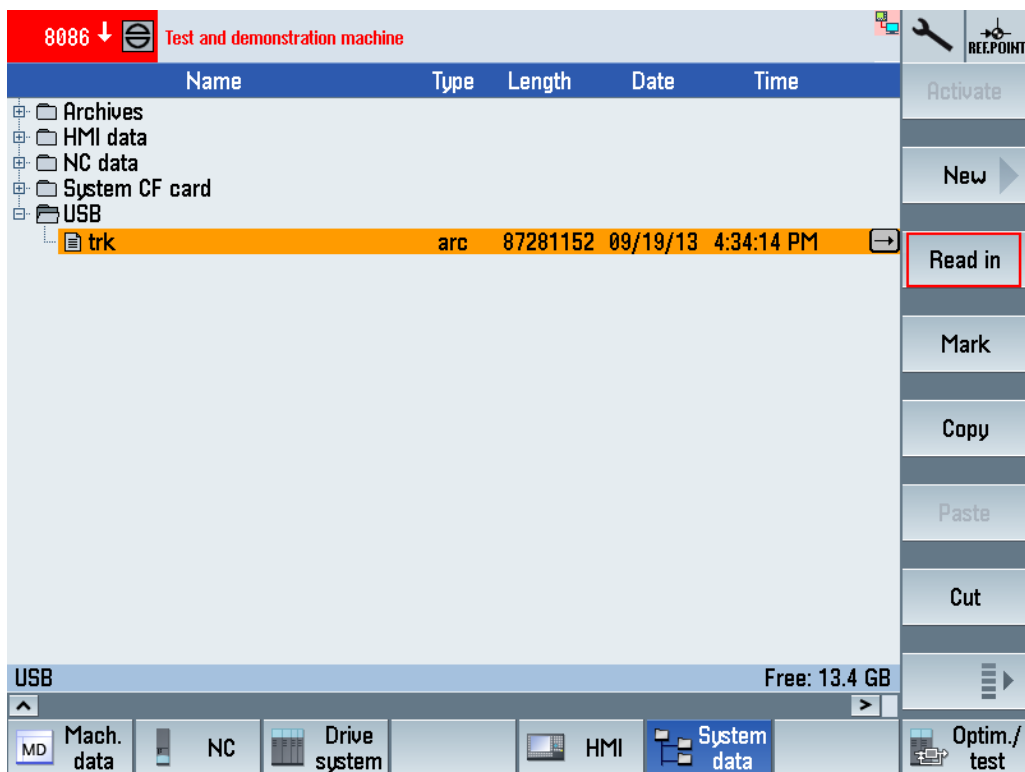 8086 Test and demonstration machine
REF.POINT
Name Type Length Date Time
Activate
Archives
HMI data
NC data
New
System CF card
USB
trk arc 87281152 09/19/13 4:34:14 PM
Read in
Mark
Copy
Paste
Cut
USB Free: 13.4 GB
MD Mach. data
NC
Drive system
HMI
System data
Optim./ test